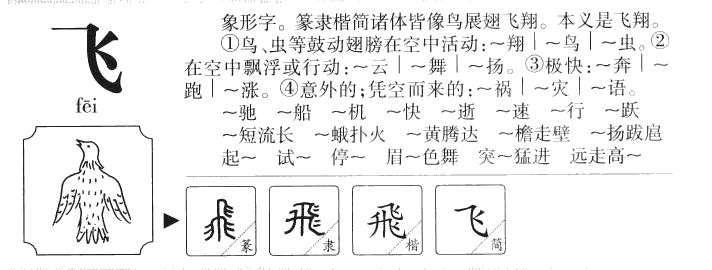 飞
fēi
象形字。篆隶楷简诸体皆像鸟展翅飞翔。本义是飞翔。
①鸟、虫等鼓动翅膀在空中活动:～翔｜～鸟｜～虫。②
在空中飘浮或行动:～云｜～舞｜～扬。③极快:～奔｜～
跑｜～涨。④意外的;凭空而来的:～祸｜～灾｜～语。
～驰 ～船 ～机 ～快 ～逝 ～速 ～行 ～跃
～短流长 ～蛾扑火 ～黄腾达 ～檐走壁 ～扬跋扈
起～ 试～ 停～ 眉～色舞 突～猛进 远走高～
飛 篆
飛 隶
飛 楷
飞 简